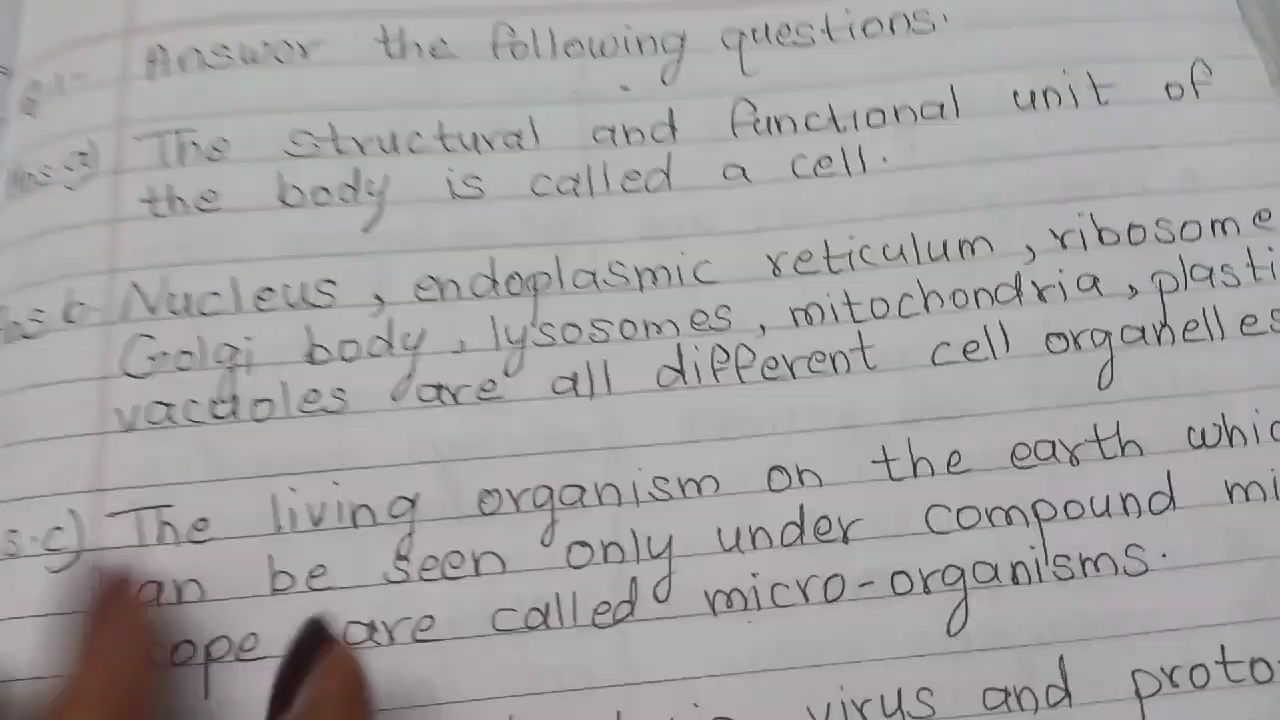 Answer the following questions.
The structural and functional unit of
the body is called a cell.
Nucleus, endoplasmic reticulum, ribosome
Golgi body, lysosomes, mitochondria, plasti
vacuoles are all different cell organelles
s.c) The living organism on the earth whic
an be seen only under compound mi
ope are called micro-organisms.
virus and proto